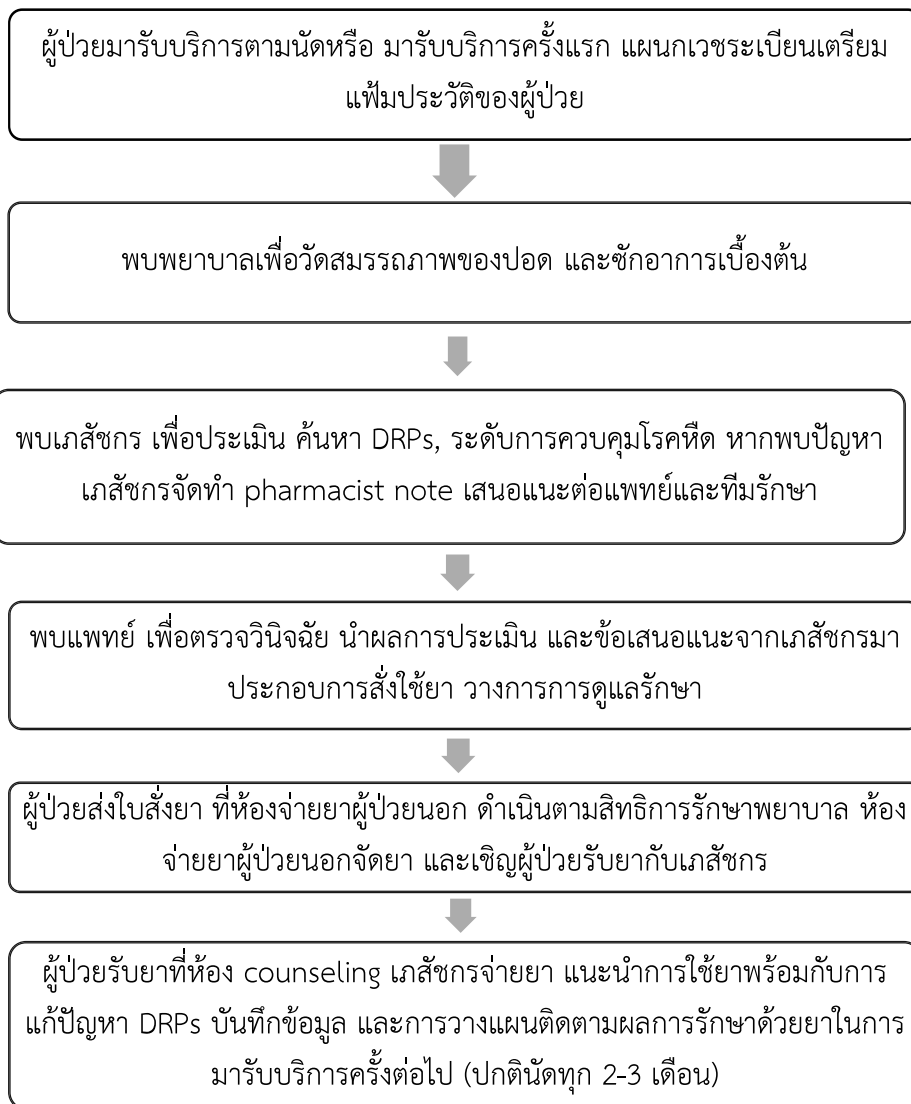 ผู้ป่วยมารับบริการตามนัดหรือ มารับบริการครั้งแรก แผนกเวชระเบียนเตรียม
แฟ้มประวัติของผู้ป่วย
พบพยาบาลเพื่อวัดสมรรถภาพของปอด และซักอาการเบื้องต้น
พบเภสัชกร เพื่อประเมิน ค้นหา DRPs, ระดับการควบคุมโรคหืด หากพบปัญหา
เภสัชกรจัดทำ pharmacist note เสนอแนะต่อแพทย์และทีมรักษา
พบแพทย์ เพื่อตรวจวินิจฉัย นำผลการประเมิน และข้อเสนอแนะจากเภสัชกรมา
ประกอบการสั่งใช้ยา วางการการดูแลรักษา
ผู้ป่วยส่งใบสั่งยา ที่ห้องจ่ายยาผู้ป่วยนอก ดำเนินตามสิทธิการรักษาพยาบาล ห้อง
จ่ายยาผู้ป่วยนอกจัดยา และเชิญผู้ป่วยรับยากับเภสัชกร
ผู้ป่วยรับยาที่ห้อง counseling เภสัชกรจ่ายยา แนะนำการใช้ยาพร้อมกับการ
แก้ปัญหา DRPs บันทึกข้อมูล และการวางแผนติดตามผลการรักษาด้วยยาในการ
มารับบริการครั้งต่อไป (ปกตินัดทุก 2-3 เดือน)